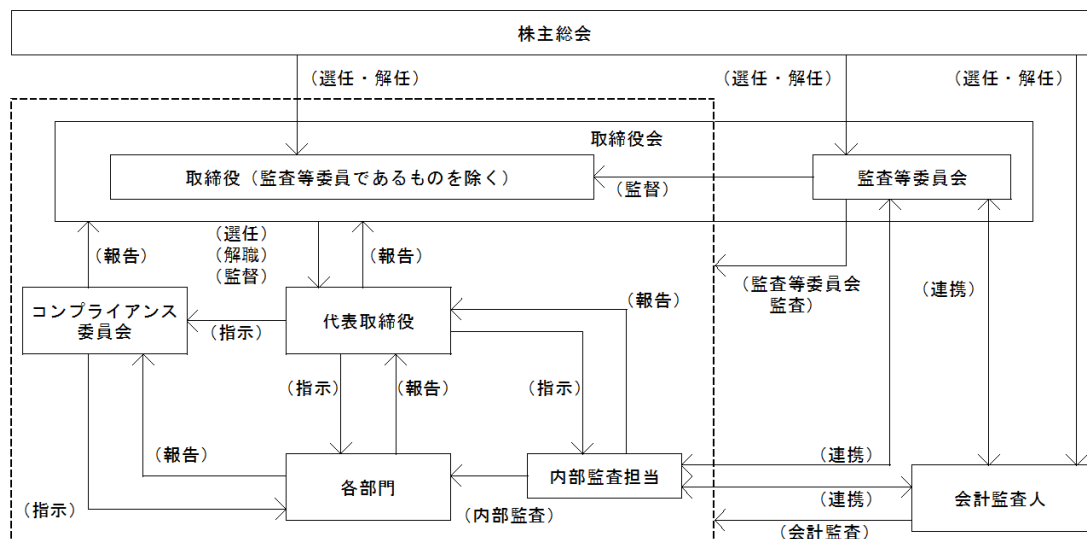 株主総会
（選任・解任）
（選任・解任）
（選任・解任）
取締役会
取締役（監査等委員であるものを除く）
（監督）
監査等委員会
（報告）
（選任）
（解職）
（監督）
（報告）
（監査等委員会
監査）
（連携）
コンプライアンス
委員会
（指示）
代表取締役
（報告）
（指示）
（報告）
（指示）
（報告）
（指示）
各部門
（内部監査）
内部監査担当
（連携）
（連携）
（会計監査）
会計監査人